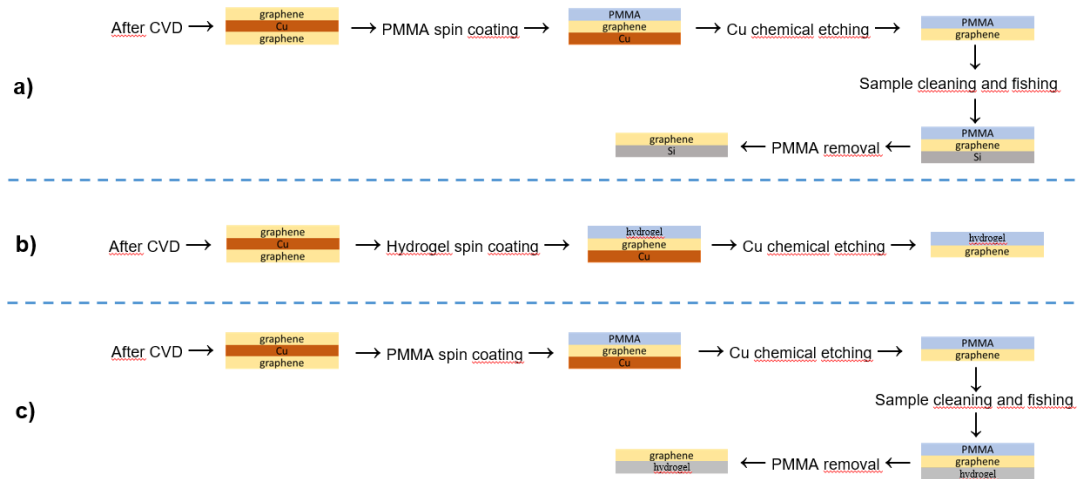 After CVD
graphene
Cu
graphene
PMMA spin coating
PMMA
graphene
Cu
Cu chemical etching
PMMA
graphene
Sample cleaning and fishing
a)
PMMA
graphene
Si
PMMA removal
graphene
Si
b)
After CVD
graphene
Cu
graphene
Hydrogel spin coating
hydrogel
graphene
Cu
Cu chemical etching
hydrogel
graphene
After CVD
graphene
Cu
graphene
PMMA spin coating
PMMA
graphene
Cu
Cu chemical etching
PMMA
graphene
Sample cleaning and fishing
c)
PMMA
graphene
hydrogel
PMMA removal
graphene
hydrogel